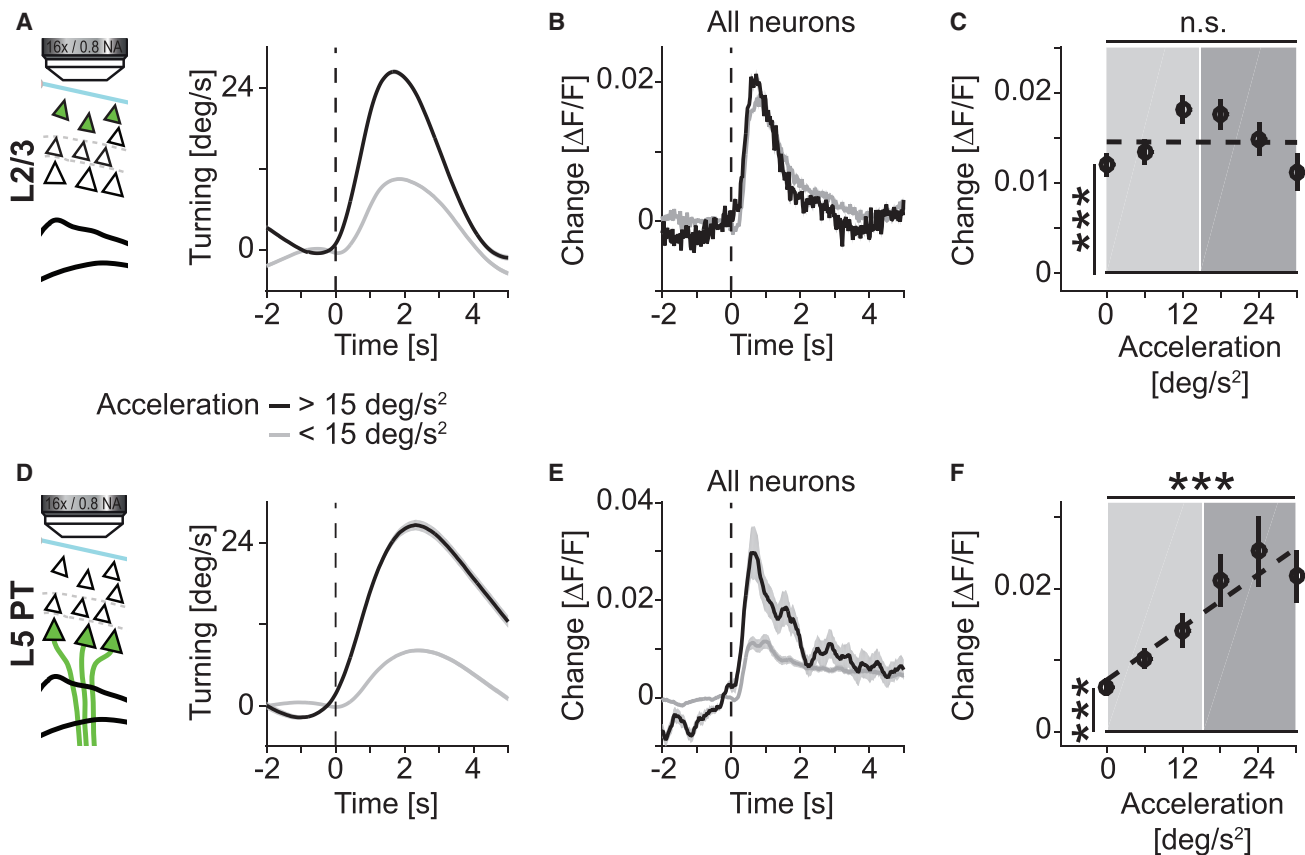 A
16x / 0.8 NA
L2/3
Turning [deg/s]
24
0
-2 0 2 4
Time [s]
B
All neurons
Change [ΔF/F]
0.02
0
-2 0 2 4
Time [s]
C
n.s.
Change [ΔF/F]
0.02
0.01
0
***
0 12 24
Acceleration
[deg/s²]
Acceleration > 15 deg/s²
< 15 deg/s²
D
16x / 0.8 NA
L5 PT
Turning [deg/s]
24
0
-2 0 2 4
Time [s]
E
All neurons
Change [ΔF/F]
0.04
0.02
0
-2 0 2 4
Time [s]
F
***
Change [ΔF/F]
0.02
0
***
0 12 24
Acceleration
[deg/s²]